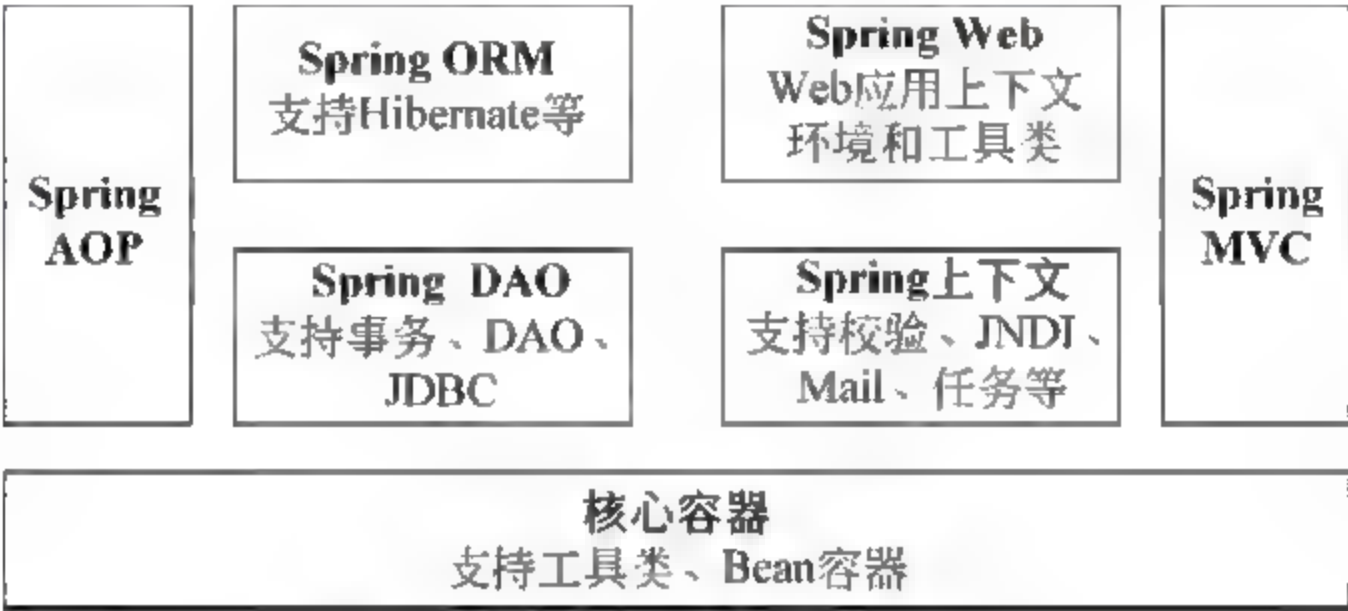 Spring
AOP
Spring ORM
支持Hibernate等
Spring Web
Web应用上下文
环境和工具类
Spring
MVC
Spring DAO
支持事务、DAO、
JDBC
Spring上下文
支持校验、JNDI、
Mail、任务等
核心容器
支持工具类、Bean容器